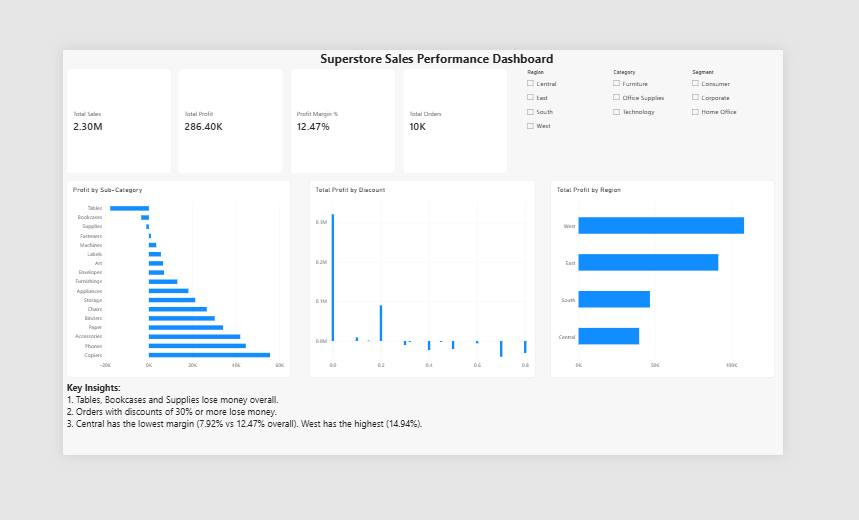 Superstore Sales Performance Dashboard
Total Sales
2.30M
Total Profit
286.40K
Profit Margin %
12.47%
Total Orders
10K
Region
Central
East
South
West
Category
Furniture
Office Supplies
Technology
Segment
Consumer
Corporate
Home Office
Profit by Sub-Category
Tables
Bookcases
Supplies
Fasteners
Machines
Labels
Art
Envelopes
Furnishings
Appliances
Storage
Chairs
Binders
Paper
Accessories
Phones
Copiers
-20K 0K 20K 40K 60K
Total Profit by Discount
0.3M
0.2M
0.1M
0.0M
0.0 0.2 0.4 0.6 0.8
Total Profit by Region
West
East
South
Central
0K 50K 100K
Key Insights:
1. Tables, Bookcases and Supplies lose money overall.
2. Orders with discounts of 30% or more lose money.
3. Central has the lowest margin (7.92% vs 12.47% overall). West has the highest (14.94%).